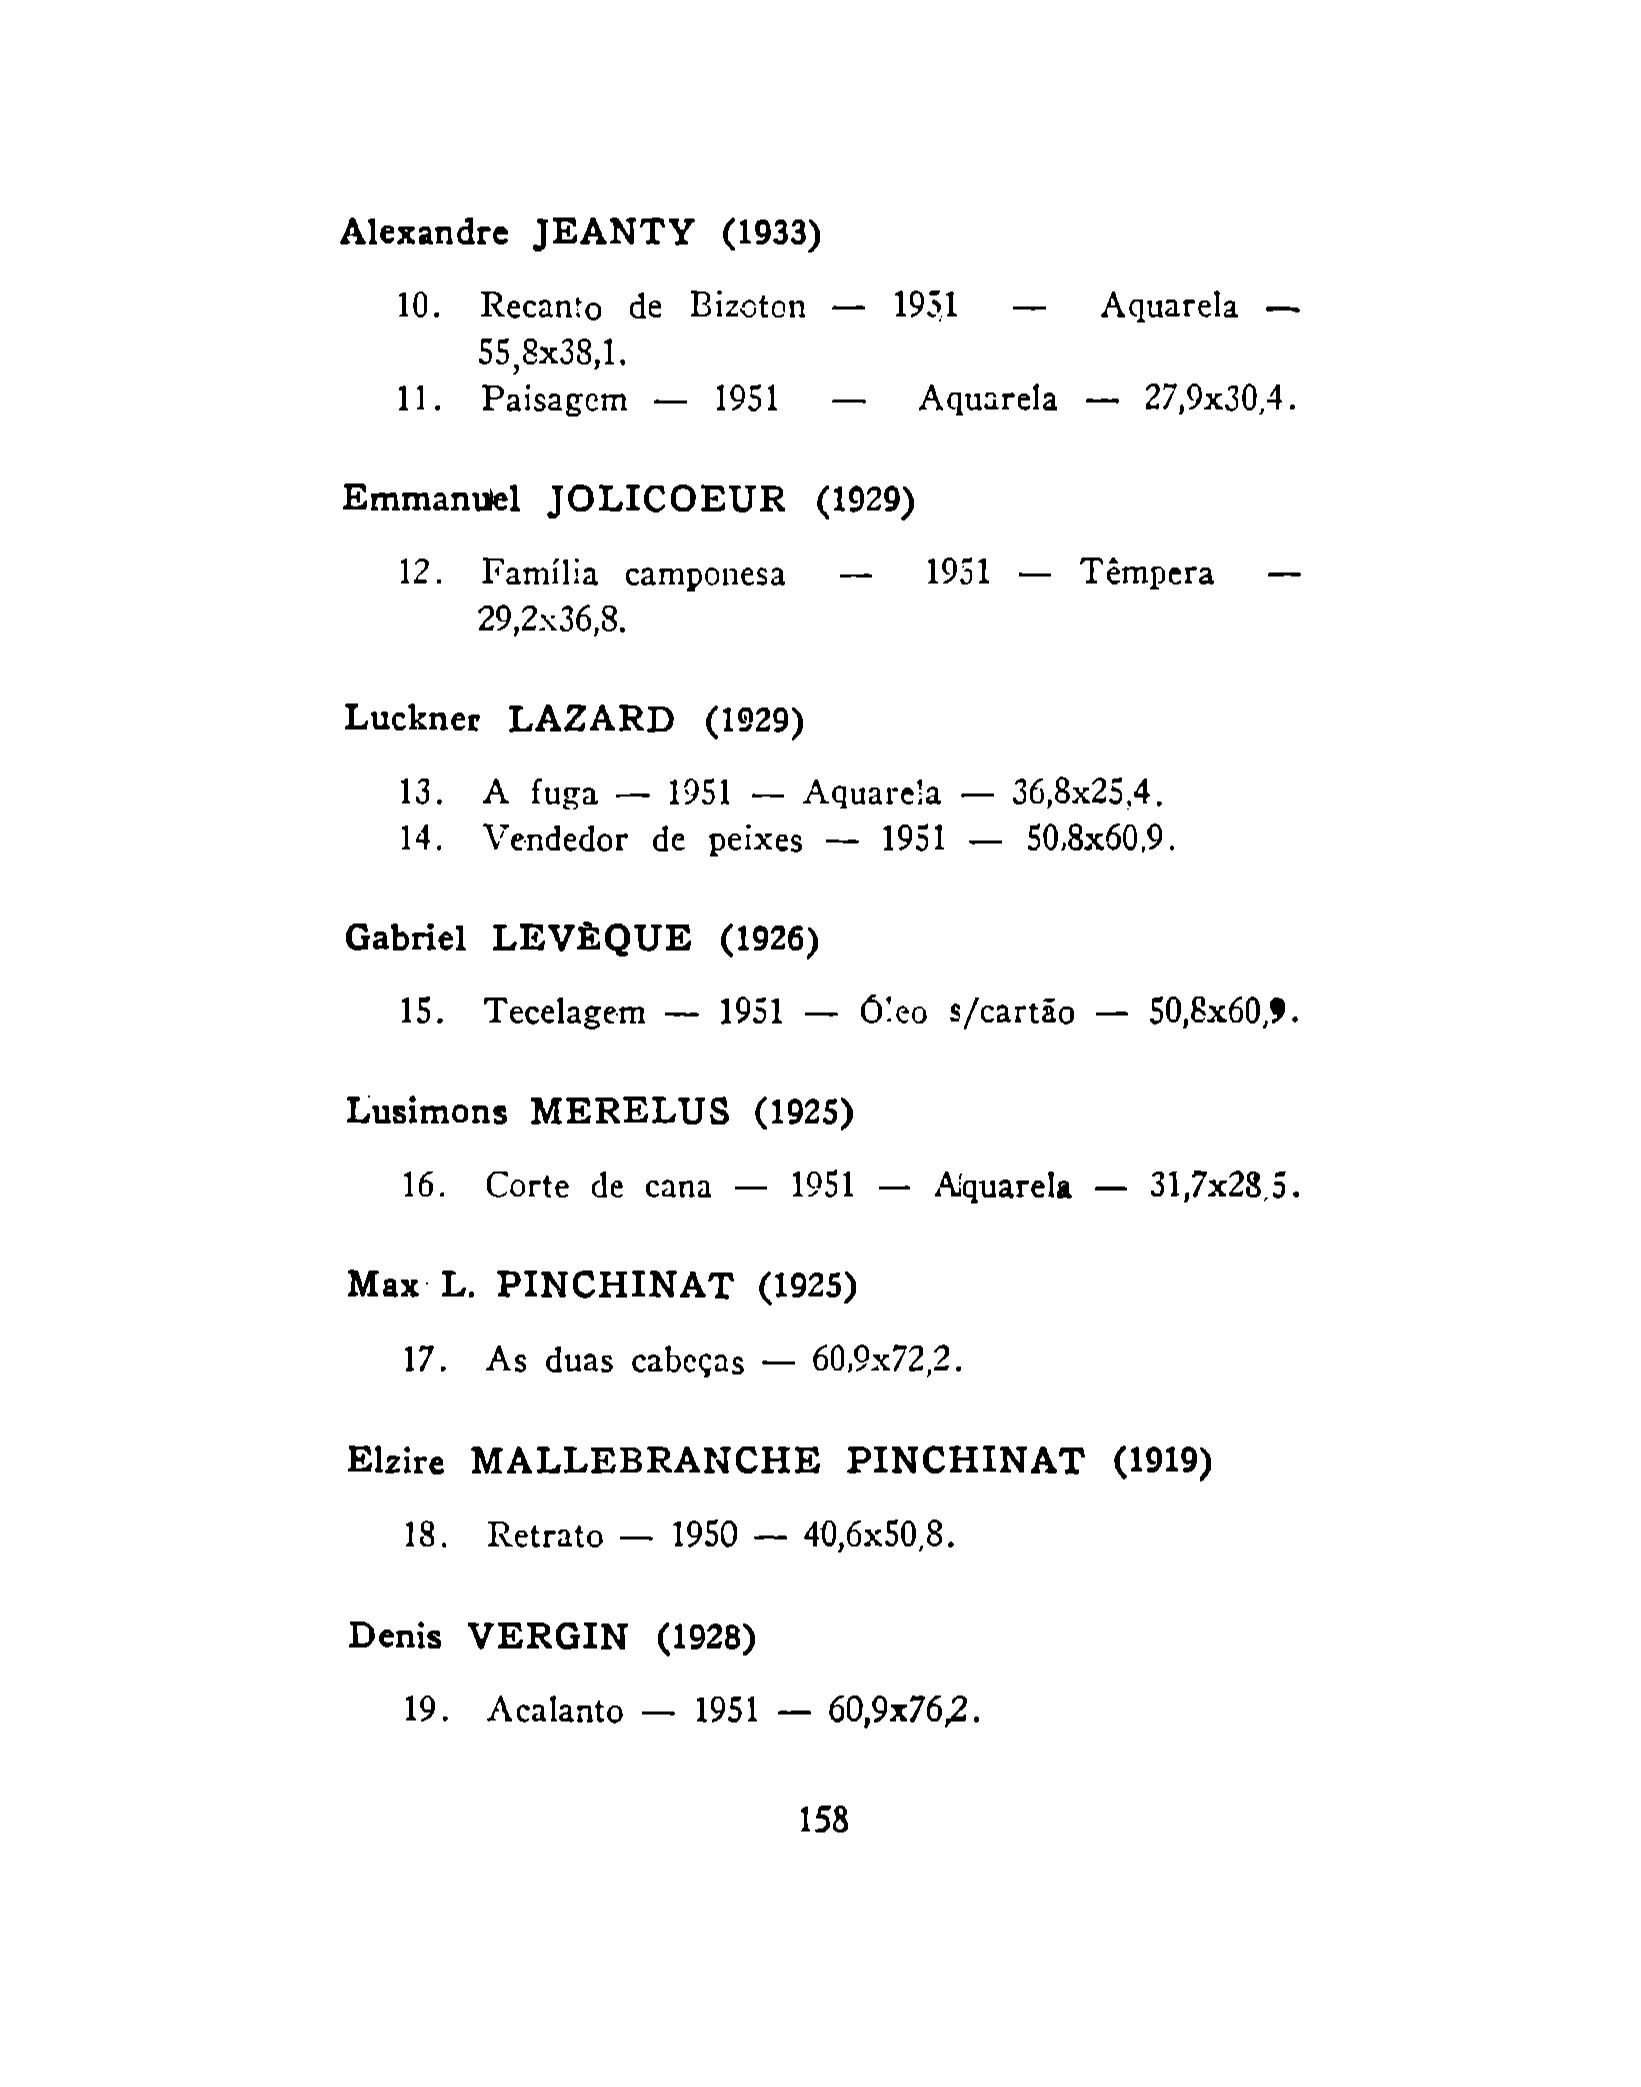 Alexandre JEANTY (1933)
10. Recanto de Bizoton — 1951 — Aquarela —
55,8x38,1.
11. Paisagem — 1951 — Aquarela — 27,9x30,4.
Emmanuel JOLICOEUR (1929)
12. Família camponesa — 1951 — Têmpera —
29,2x36,8.
Luckner LAZARD (1929)
13. A fuga — 1951 — Aquarela — 36,8x25,4.
14. Vendedor de peixes — 1951 — 50,8x60,9.
Gabriel LEVÈQUE (1926)
15. Tecelagem — 1951 — Óleo s/cartão — 50,8x60,9.
Lusimons MERELUS (1925)
16. Corte de cana — 1951 — Aquarela — 31,7x28,5.
Max L. PINCHINAT (1925)
17. As duas cabeças — 60,9x72,2.
Elzire MALLEBRANCHE PINCHINAT (1919)
18. Retrato — 1950 — 40,6x50,8.
Denis VERGIN (1928)
19. Acalanto — 1951 — 60,9x76,2.
158